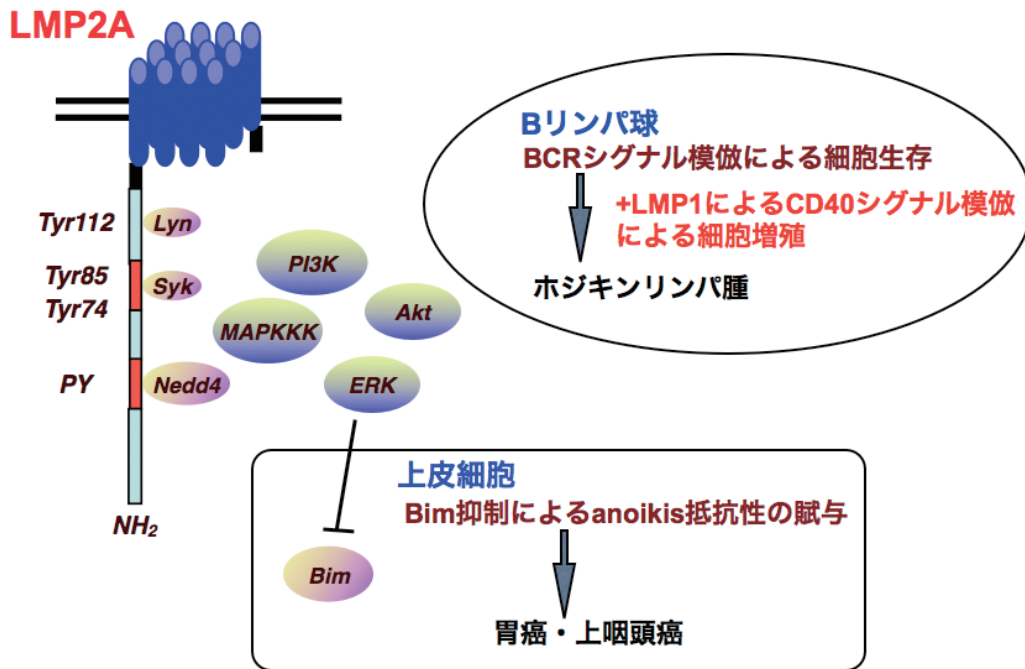 LMP2A
Tyr112
Lyn
Tyr85
Syk
Tyr74
PY
Nedd4
NH2
PI3K
MAPKKK
Akt
ERK
Bim
Bリンパ球
BCRシグナル模倣による細胞生存
+LMP1によるCD40シグナル模倣
による細胞増殖
ホジキンリンパ腫
上皮細胞
Bim抑制によるanoikis抵抗性の賦与
胃癌・上咽頭癌